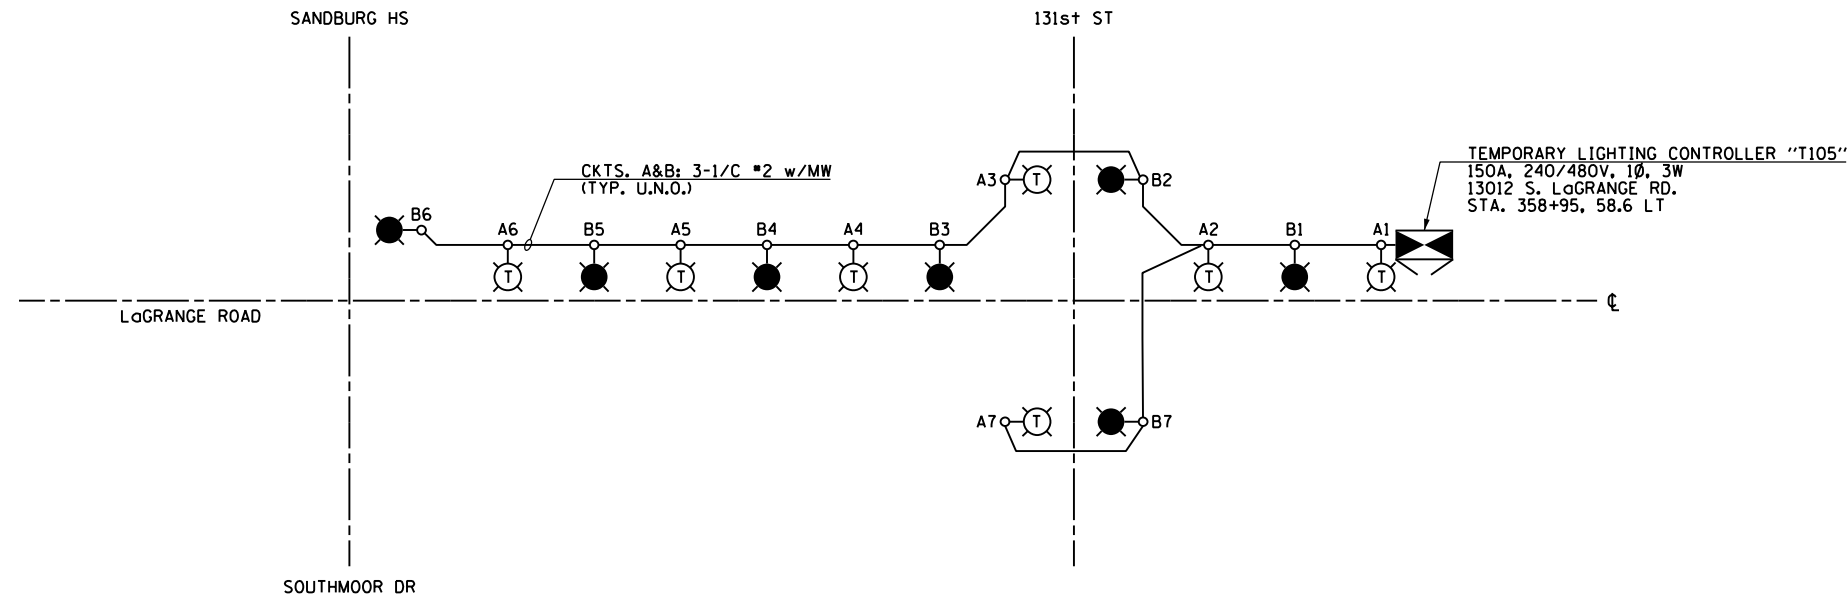 SANDBURG HS
131st ST
TEMPORARY LIGHTING CONTROLLER "T105"
150A, 240/480V, 1Ø, 3W
13012 S. LaGRANGE RD.
STA. 358+95, 58.6 LT
CKTS. A&B: 3-1/C #2 w/MW
(TYP. U.N.O.)
A3
T
B2
B6
A6
B5
A5
B4
A4
B3
A2
B1
A1
T
T
T
T
T
LaGRANGE ROAD
℄
A7
T
B7
SOUTHMOOR DR